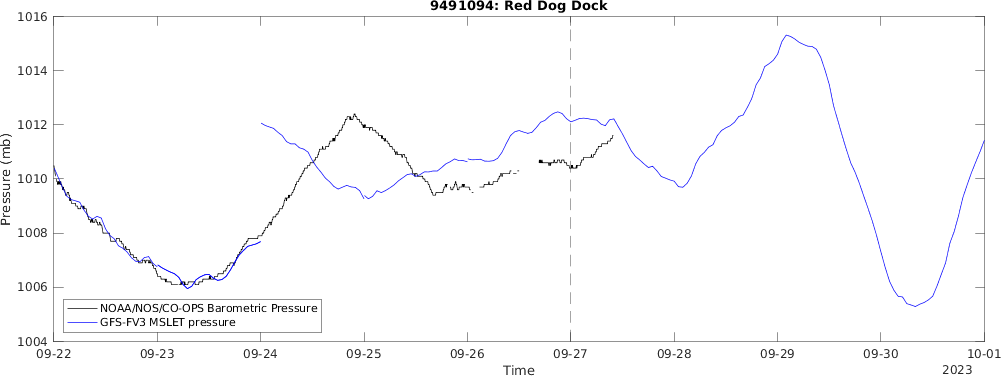 9491094: Red Dog Dock
1016
1014
1012
1010
1008
1006
1004
Pressure (mb)
NOAA/NOS/CO-OPS Barometric Pressure
GFS-FV3 MSLET pressure
09-22 09-23 09-24 09-25 09-26 09-27 09-28 09-29 09-30 10-01
Time
2023